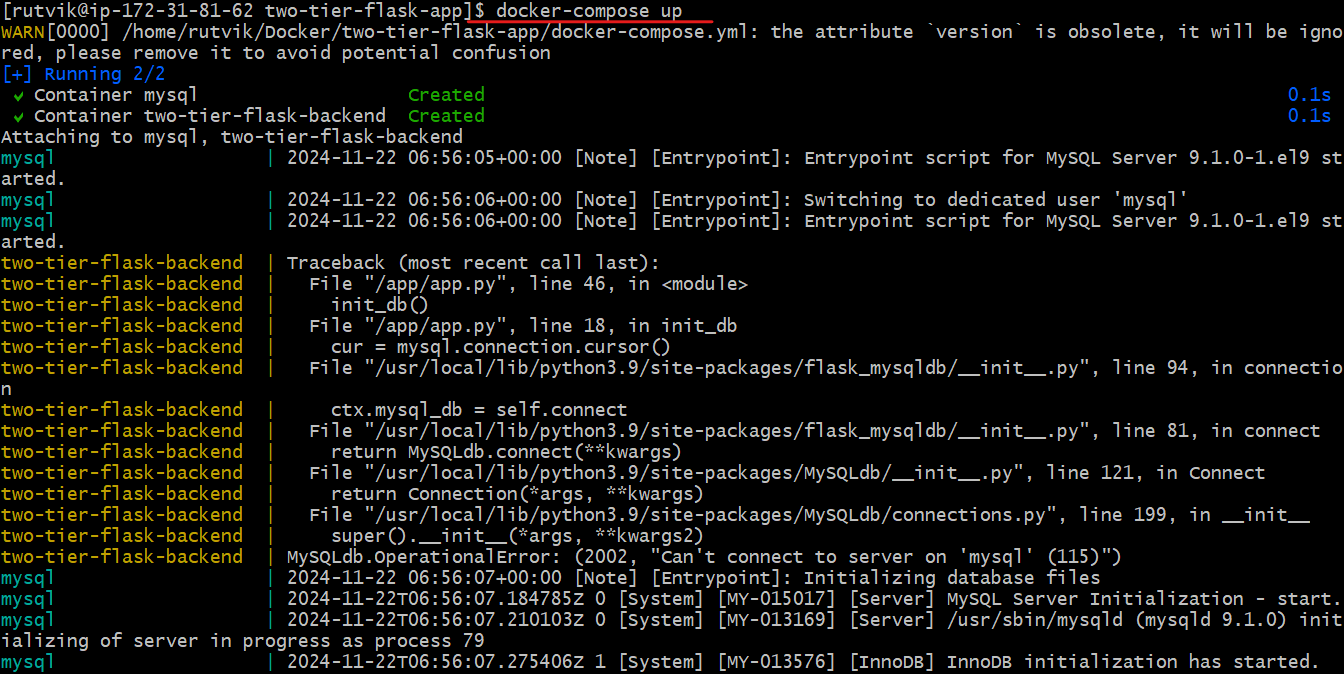 [rutvik@ip-172-31-81-62 two-tier-flask-app]$ docker-compose up
WARN[0000] /home/rutvik/Docker/two-tier-flask-app/docker-compose.yml: the attribute `version` is obsolete, it will be igno
red, please remove it to avoid potential confusion
[+] Running 2/2
✔ Container mysql Created 0.1s
✔ Container two-tier-flask-backend Created 0.1s
Attaching to mysql, two-tier-flask-backend
mysql | 2024-11-22 06:56:05+00:00 [Note] [Entrypoint]: Entrypoint script for MySQL Server 9.1.0-1.el9 st
arted.
mysql | 2024-11-22 06:56:06+00:00 [Note] [Entrypoint]: Switching to dedicated user 'mysql'
mysql | 2024-11-22 06:56:06+00:00 [Note] [Entrypoint]: Entrypoint script for MySQL Server 9.1.0-1.el9 st
arted.
two-tier-flask-backend | Traceback (most recent call last):
two-tier-flask-backend | File "/app/app.py", line 46, in <module>
two-tier-flask-backend | init_db()
two-tier-flask-backend | File "/app/app.py", line 18, in init_db
two-tier-flask-backend | cur = mysql.connection.cursor()
two-tier-flask-backend | File "/usr/local/lib/python3.9/site-packages/flask_mysqldb/__init__.py", line 94, in connectio
n
two-tier-flask-backend | ctx.mysql_db = self.connect
two-tier-flask-backend | File "/usr/local/lib/python3.9/site-packages/flask_mysqldb/__init__.py", line 81, in connect
two-tier-flask-backend | return MySQLdb.connect(**kwargs)
two-tier-flask-backend | File "/usr/local/lib/python3.9/site-packages/MySQLdb/__init__.py", line 121, in Connect
two-tier-flask-backend | return Connection(*args, **kwargs)
two-tier-flask-backend | File "/usr/local/lib/python3.9/site-packages/MySQLdb/connections.py", line 199, in __init__
two-tier-flask-backend | super().__init__(*args, **kwargs2)
two-tier-flask-backend | MySQLdb.OperationalError: (2002, "Can't connect to server on 'mysql' (115)")
mysql | 2024-11-22 06:56:07+00:00 [Note] [Entrypoint]: Initializing database files
mysql | 2024-11-22T06:56:07.184785Z 0 [System] [MY-015017] [Server] MySQL Server Initialization - start.
mysql | 2024-11-22T06:56:07.210103Z 0 [System] [MY-013169] [Server] /usr/sbin/mysqld (mysqld 9.1.0) init
ializing of server in progress as process 79
mysql | 2024-11-22T06:56:07.275406Z 1 [System] [MY-013576] [InnoDB] InnoDB initialization has started.